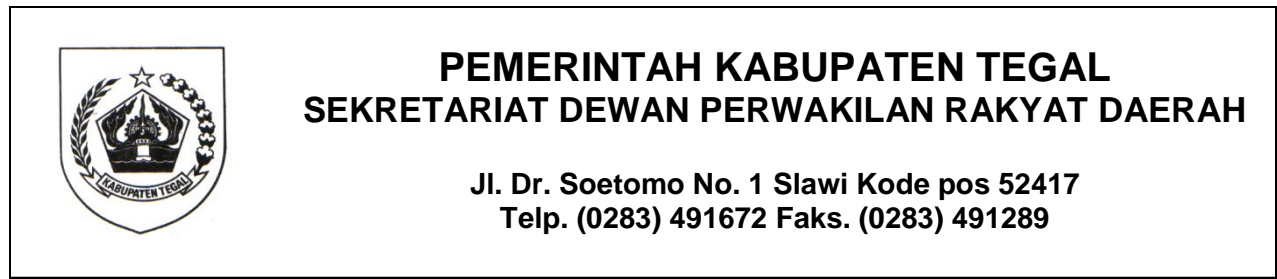 PEMERINTAH KABUPATEN TEGAL
SEKRETARIAT DEWAN PERWAKILAN RAKYAT DAERAH
Jl. Dr. Soetomo No. 1 Slawi Kode pos 52417
Telp. (0283) 491672 Faks. (0283) 491289
KABUPATEN TEGAL